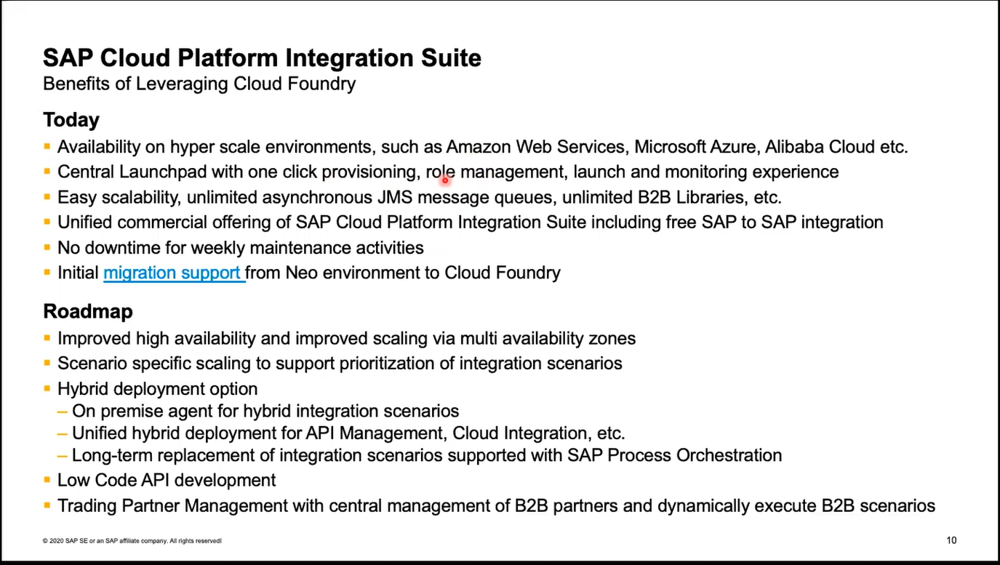 SAP Cloud Platform Integration Suite
Benefits of Leveraging Cloud Foundry
Today
▪ Availability on hyper scale environments, such as Amazon Web Services, Microsoft Azure, Alibaba Cloud etc.
▪ Central Launchpad with one click provisioning, role management, launch and monitoring experience
▪ Easy scalability, unlimited asynchronous JMS message queues, unlimited B2B Libraries, etc.
▪ Unified commercial offering of SAP Cloud Platform Integration Suite including free SAP to SAP integration
▪ No downtime for weekly maintenance activities
▪ Initial migration support from Neo environment to Cloud Foundry
Roadmap
▪ Improved high availability and improved scaling via multi availability zones
▪ Scenario specific scaling to support prioritization of integration scenarios
▪ Hybrid deployment option
– On premise agent for hybrid integration scenarios
– Unified hybrid deployment for API Management, Cloud Integration, etc.
– Long-term replacement of integration scenarios supported with SAP Process Orchestration
▪ Low Code API development
▪ Trading Partner Management with central management of B2B partners and dynamically execute B2B scenarios
© 2020 SAP SE or an SAP affiliate company. All rights reservedǀ
10